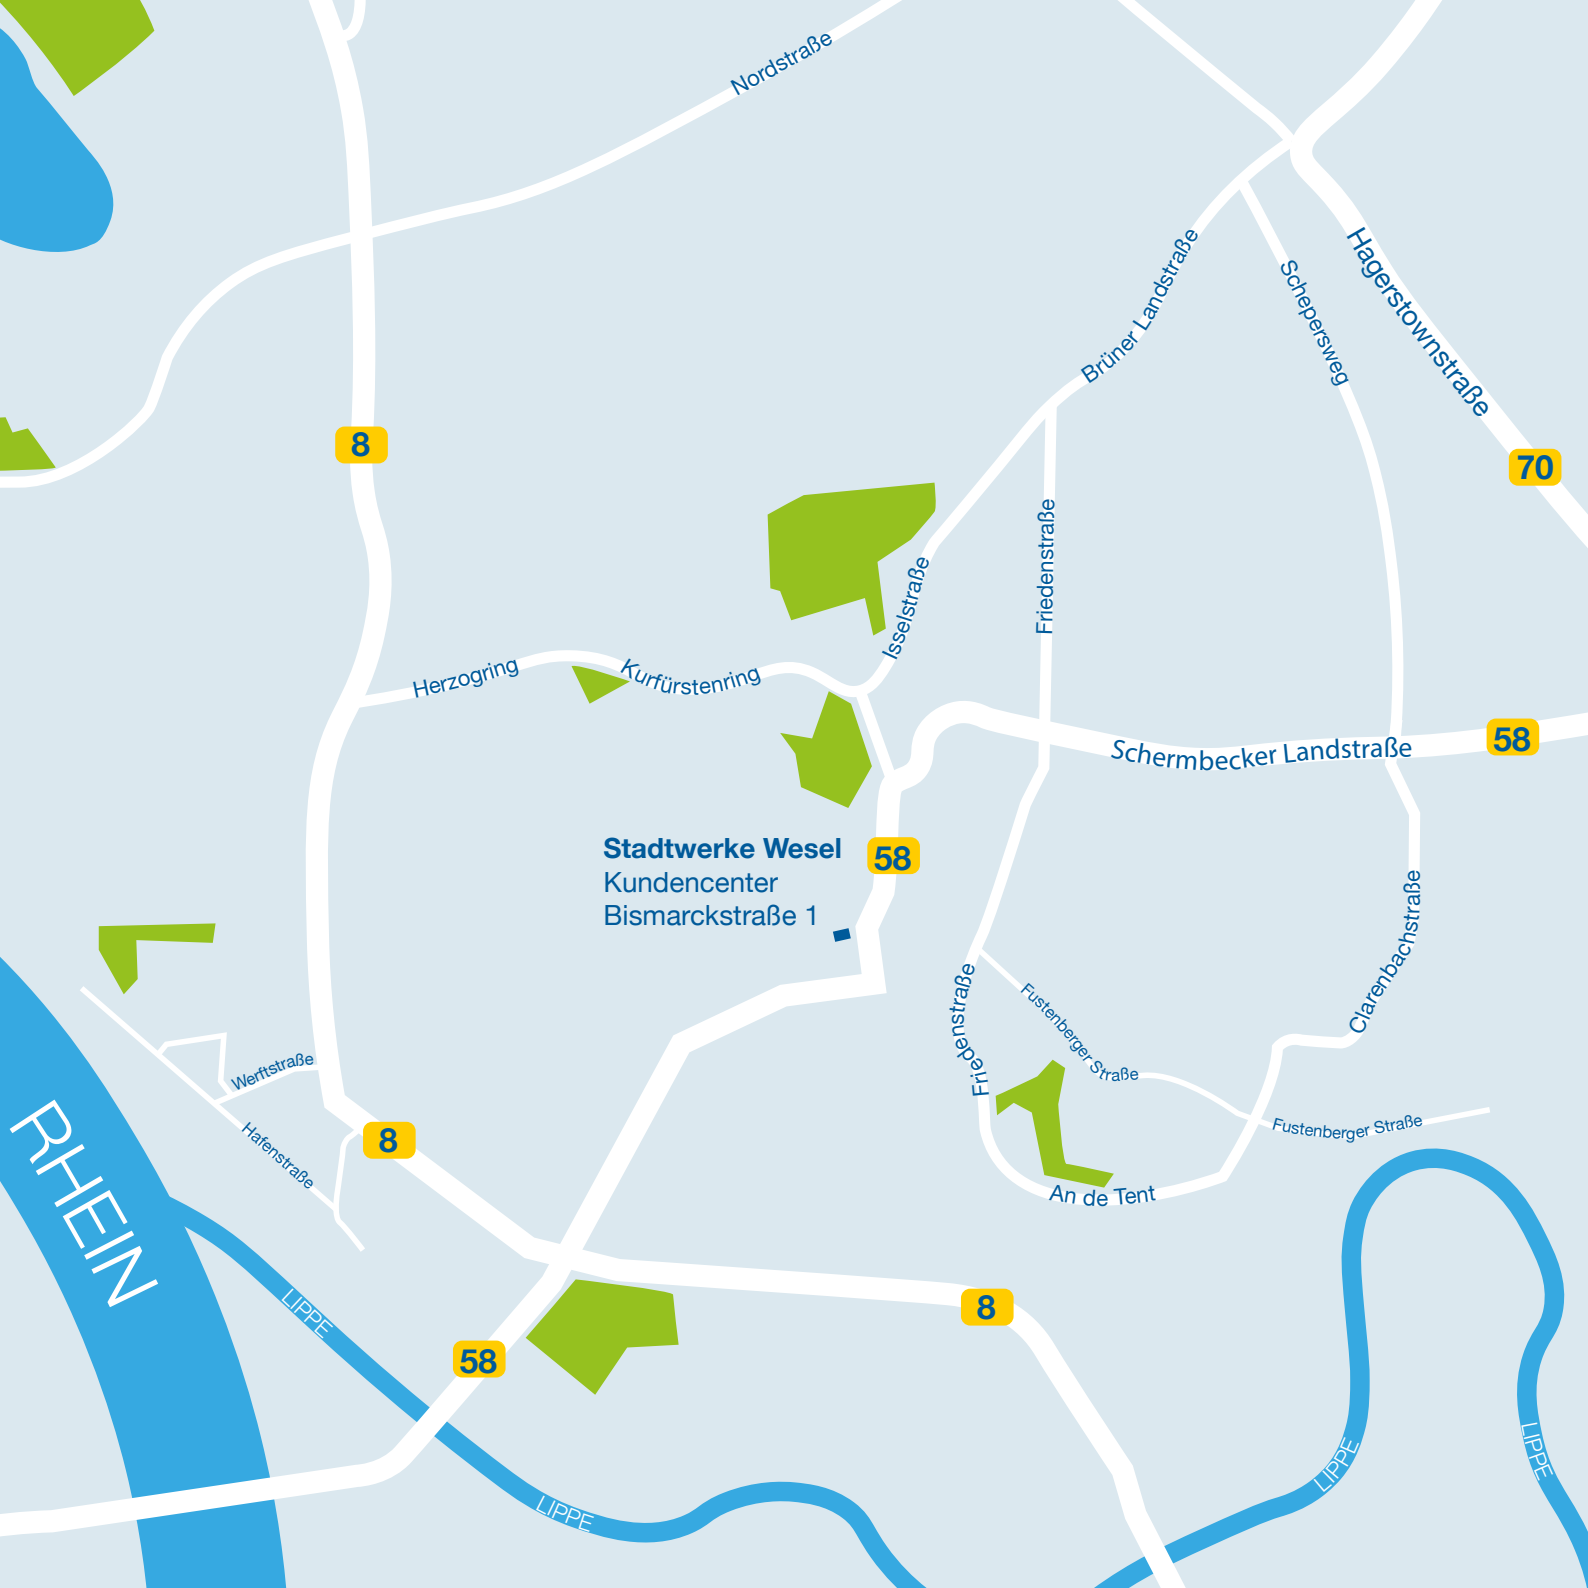 Nordstraße
Hagerstownstraße
Brüner Landstraße
Schepersweg
8
70
Friedenstraße
Isselstraße
Herzogring
Kurfürstenring
Schermbecker Landstraße
58
Stadtwerke Wesel
58
Kundencenter
Bismarckstraße 1
Clarenbachstraße
Friedenstraße
Fustenberger Straße
Werftstraße
Hafenstraße
8
Fustenberger Straße
An de Tent
RHEIN
LIPPE
8
58
LIPPE
LIPPE
LIPPE